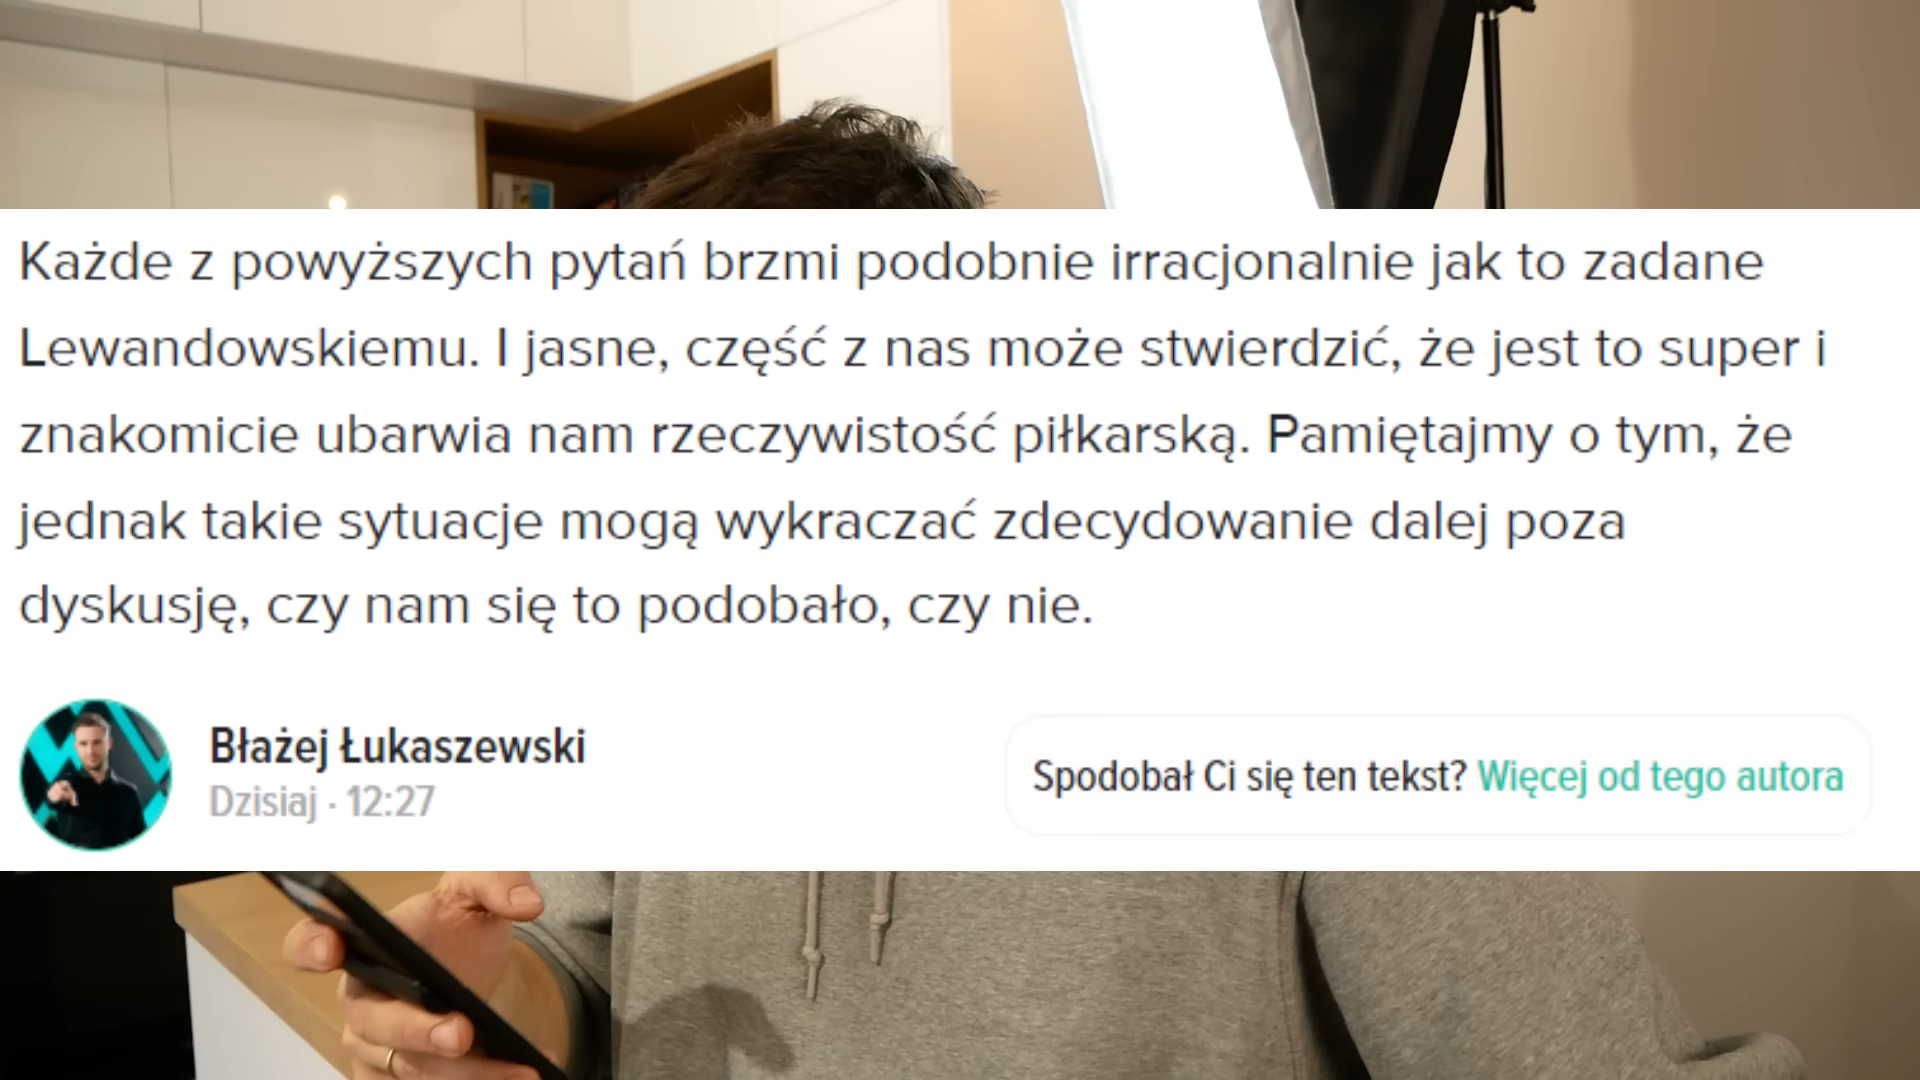 Każde z powyższych pytań brzmi podobnie irracjonalnie jak to zadane
Lewandowskiemu. I jasne, część z nas może stwierdzić, że jest to super i
znakomicie ubarwia nam rzeczywistość piłkarską. Pamiętajmy o tym, że
jednak takie sytuacje mogą wykraczać zdecydowanie dalej poza
dyskusję, czy nam się to podobało, czy nie.
Błażej Łukaszewski
Dzisiaj · 12:27
Spodobał Ci się ten tekst? Więcej od tego autora